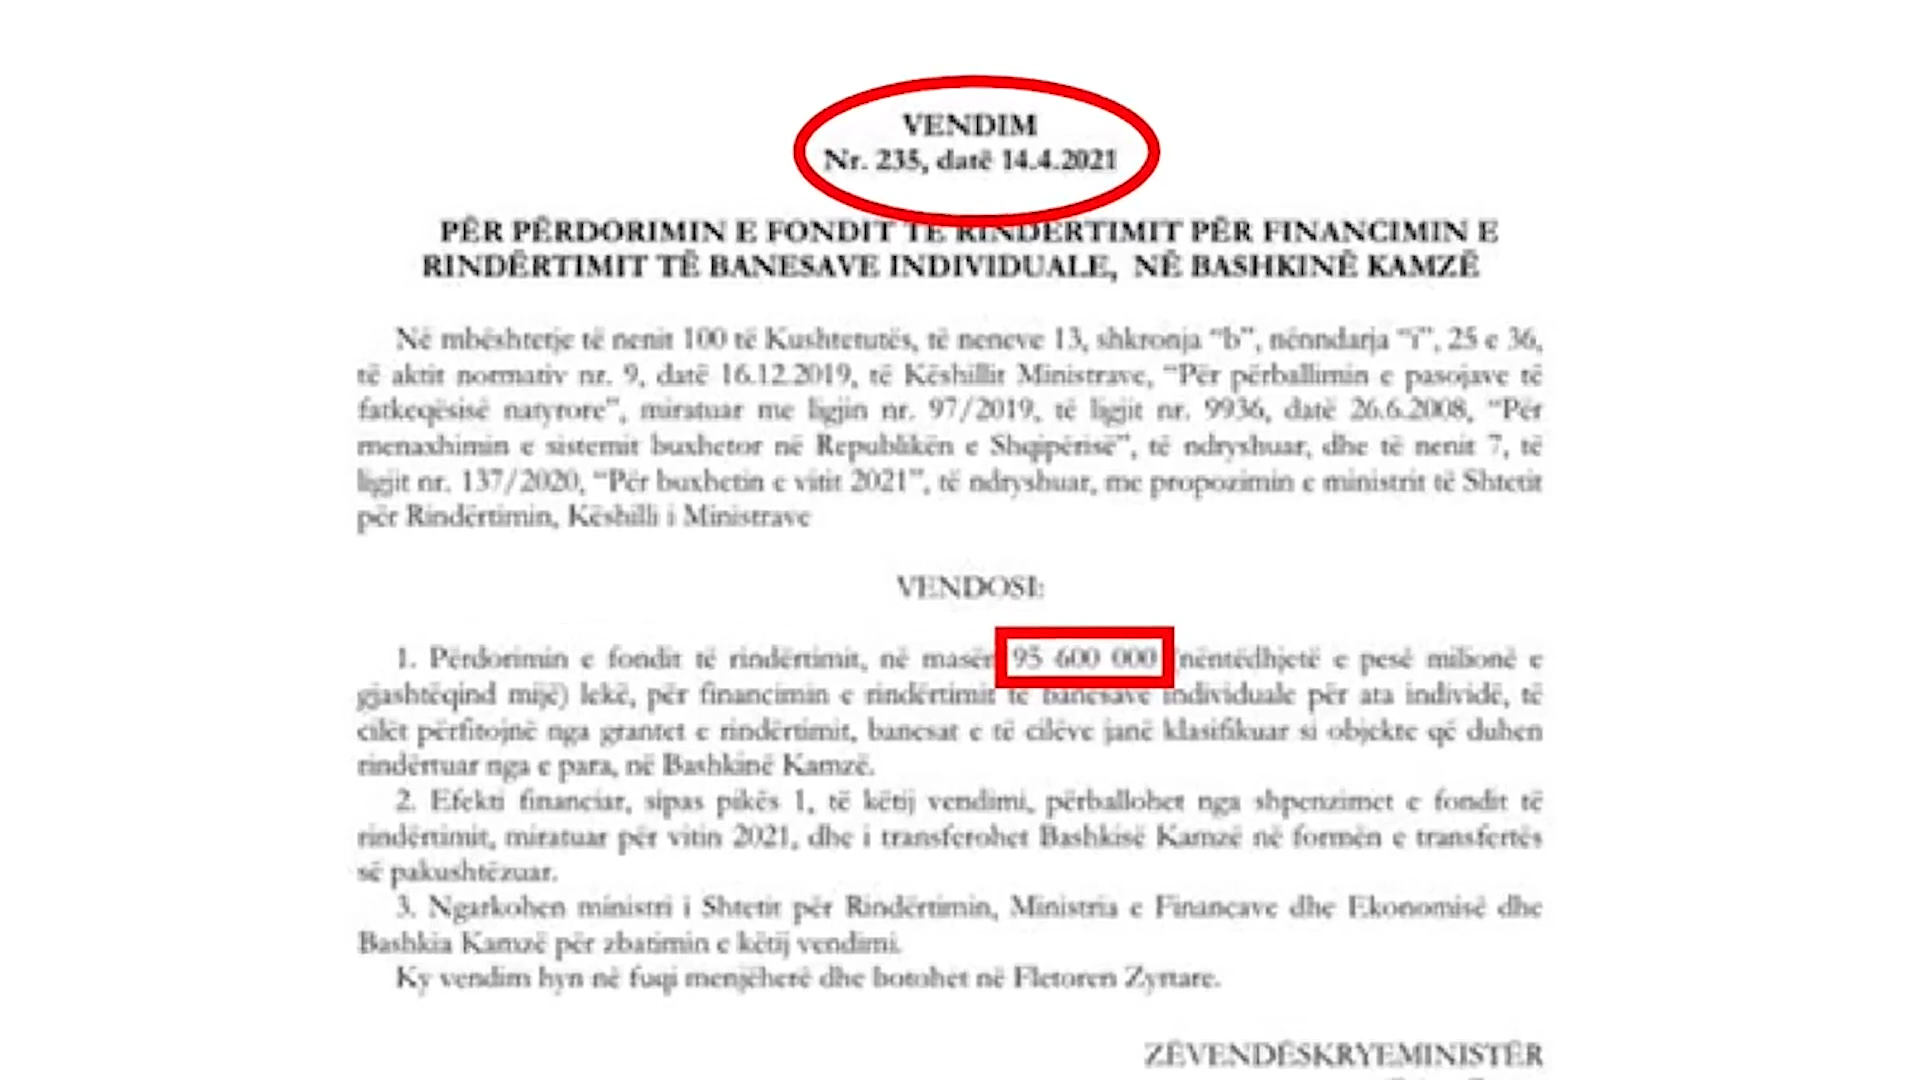 VENDIM
Nr. 235, datë 14.4.2021
PËR PËRDORIMIN E FONDIT TË RINDËRTIMIT PËR FINANCIMIN E
RINDËRTIMIT TË BANESAVE INDIVIDUALE, NË BASHKINË KAMZË
Në mbështetje të nenit 100 të Kushtetutës, të neneve 13, shkronja “b”, nënndarja “i”, 25 e 36,
të aktit normativ nr. 9, datë 16.12.2019, të Këshillit Ministrave, “Për përballimin e pasojave të
fatkeqësisë natyrore”, miratuar me ligjin nr. 97/2019, të ligjit nr. 9936, datë 26.6.2008, “Për
menaxhimin e sistemit buxhetor në Republikën e Shqipërisë”, të ndryshuar, dhe të nenit 7, të
ligjit nr. 137/2020, “Për buxhetin e vitit 2021”, të ndryshuar, me propozimin e ministrit të Shtetit
për Rindërtimin, Këshilli i Ministrave
VENDOSI:
1. Përdorimin e fondit të rindërtimit, në masën 95 600 000 (nëntëdhjetë e pesë milionë e
gjashtëqind mijë) lekë, për financimin e rindërtimit të banesave individuale për ata individë, të
cilët përfitojnë nga grantet e rindërtimit, banesat e të cilëve janë klasifikuar si objekte që duhen
rindërtuar nga e para, në Bashkinë Kamzë.
2. Efekti financiar, sipas pikës 1, të këtij vendimi, përballohet nga shpenzimet e fondit të
rindërtimit, miratuar për vitin 2021, dhe i transferohet Bashkisë Kamzë në formën e transfertës
së pakushtëzuar.
3. Ngarkohen ministri i Shtetit për Rindërtimin, Ministria e Financave dhe Ekonomisë dhe
Bashkia Kamzë për zbatimin e këtij vendimi.
Ky vendim hyn në fuqi menjëherë dhe botohet në Fletoren Zyrtare.
ZËVENDËSKRYEMINISTËR